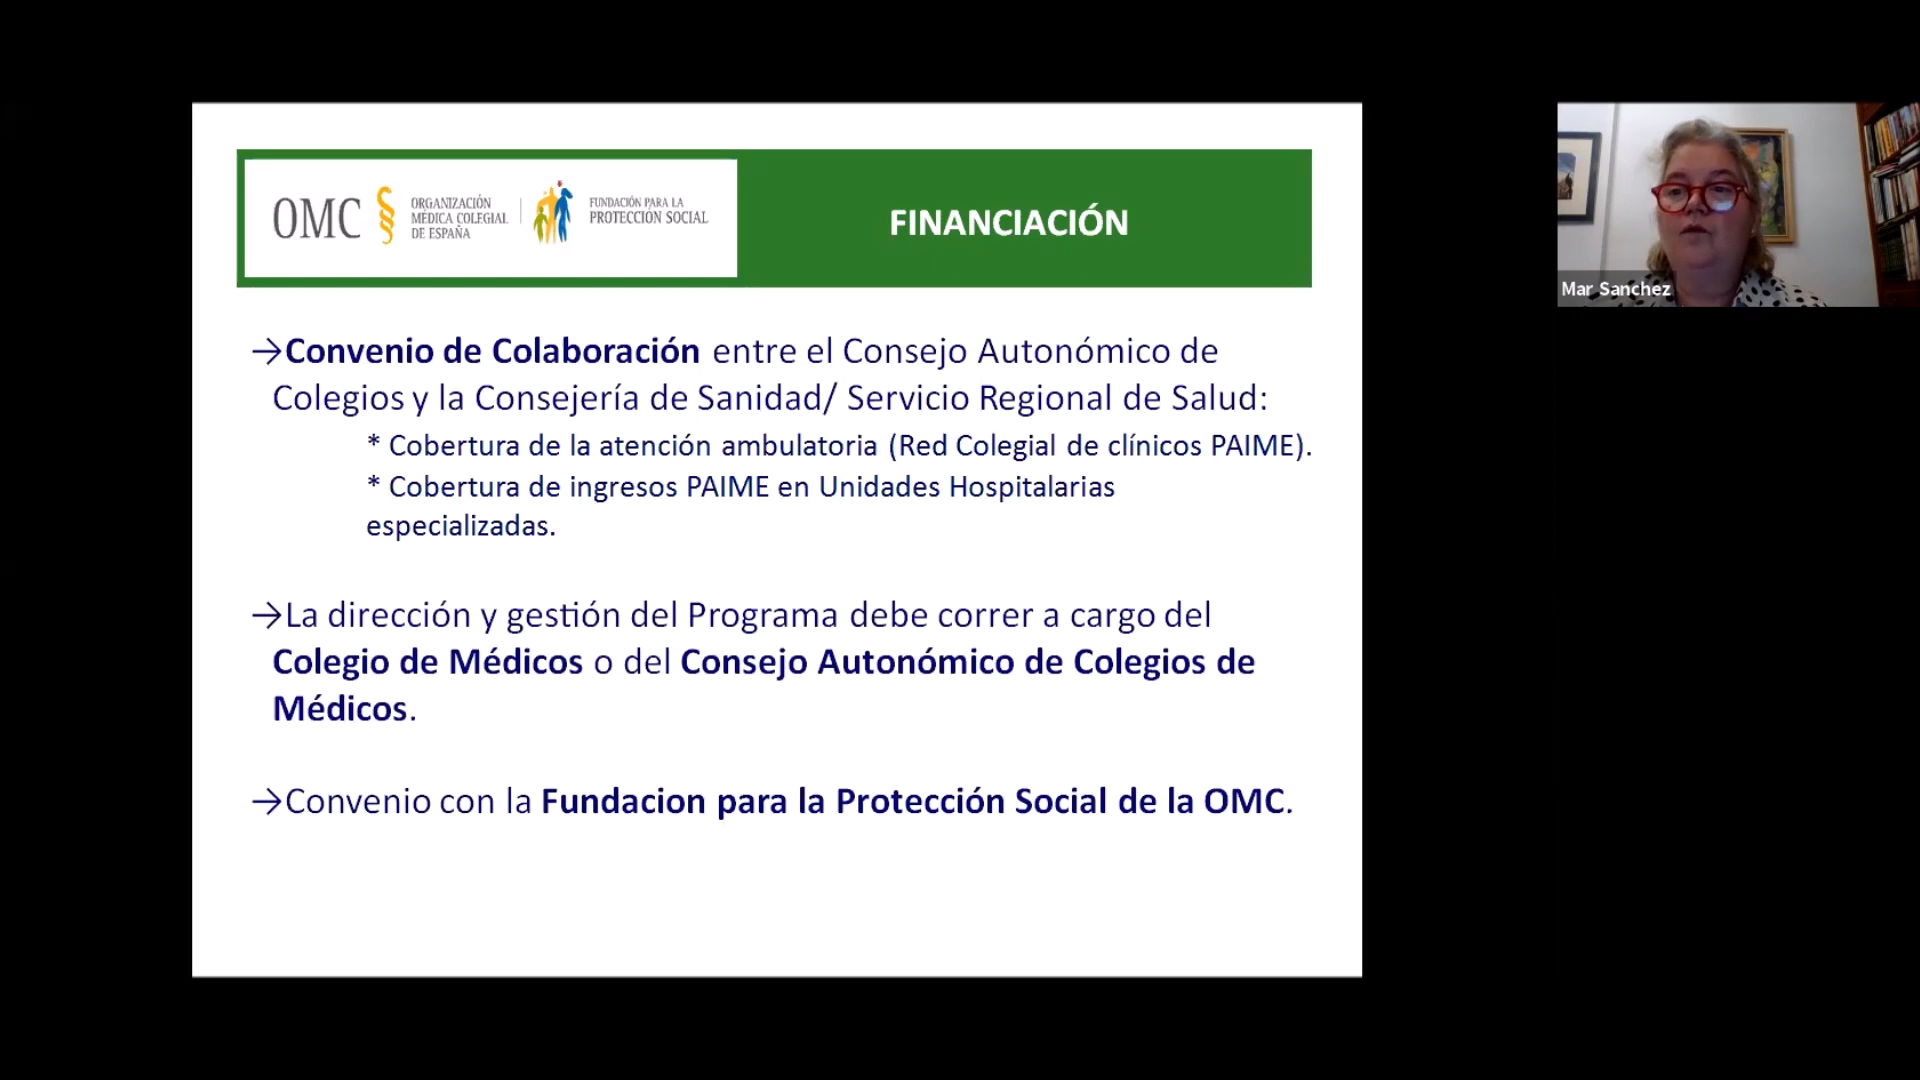 OMC
ORGANIZACIÓN
MÉDICA COLEGIAL
DE ESPAÑA
FUNDACIÓN PARA LA
PROTECCIÓN SOCIAL
FINANCIACIÓN
Mar Sanchez
→Convenio de Colaboración entre el Consejo Autonómico de
Colegios y la Consejería de Sanidad/ Servicio Regional de Salud:
* Cobertura de la atención ambulatoria (Red Colegial de clínicos PAIME).
* Cobertura de ingresos PAIME en Unidades Hospitalarias
especializadas.
→La dirección y gestión del Programa debe correr a cargo del
Colegio de Médicos o del Consejo Autonómico de Colegios de
Médicos.
→Convenio con la Fundacion para la Protección Social de la OMC.